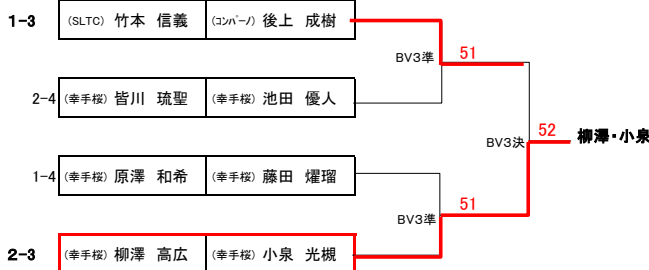 1-3 (SLTC) 竹本 信義 (コンパーノ) 後上 成樹
BV3準 51
2-4 (幸手桜) 皆川 琉聖 (幸手桜) 池田 優人
BV3決 52 柳澤・小泉
1-4 (幸手桜) 原澤 和希 (幸手桜) 藤田 燿瑠
BV3準 51
2-3 (幸手桜) 柳澤 高広 (幸手桜) 小泉 光槻